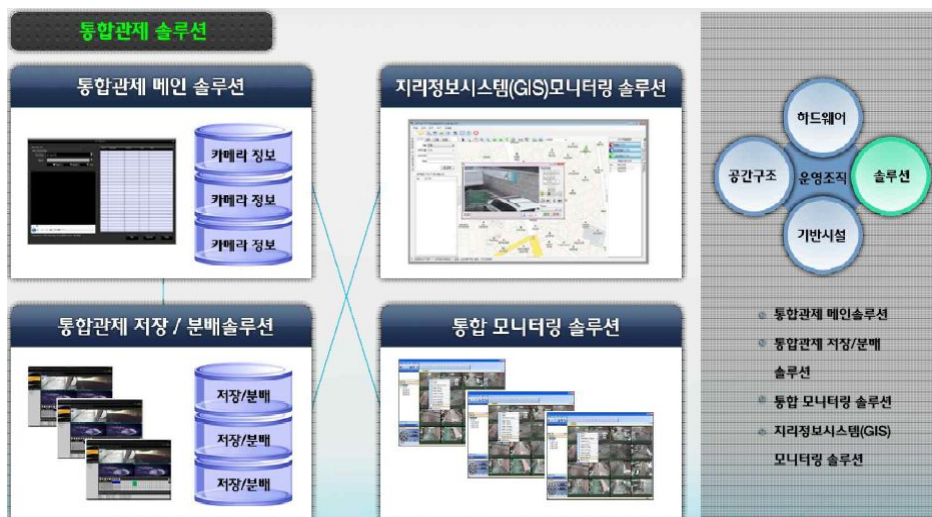 통합관제 솔루션
통합관제 메인 솔루션
카메라 정보
카메라 정보
카메라 정보
지리정보시스템(GIS)모니터링 솔루션
통합관제 저장 / 분배솔루션
저장/분배
저장/분배
저장/분배
통합 모니터링 솔루션
하드웨어
공간구조
운영조직
솔루션
기반시설
통합관제 메인솔루션
통합관제 저장/분배
솔루션
통합 모니터링 솔루션
지리정보시스템(GIS)
모니터링 솔루션